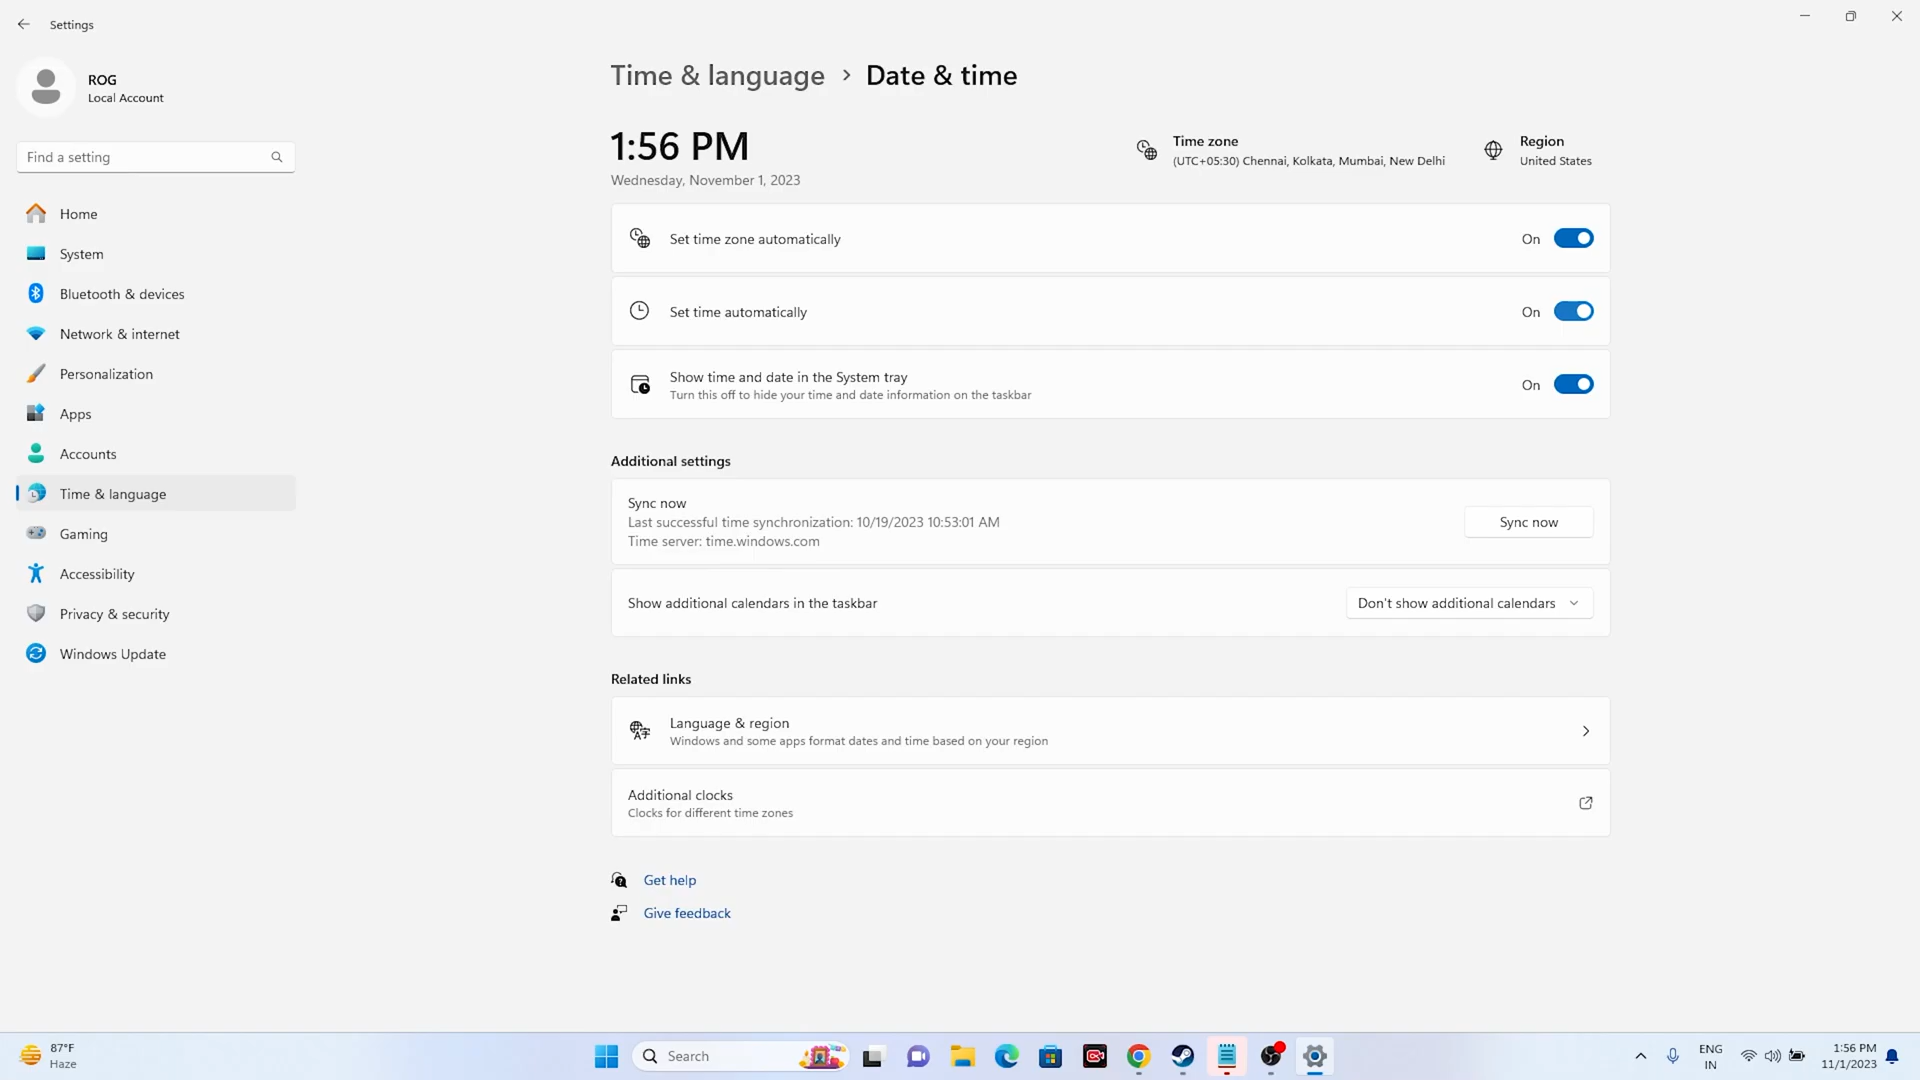 Settings
ROG
Local Account
Find a setting
Home
System
Bluetooth & devices
Network & internet
Personalization
Apps
Accounts
Time & language
Gaming
Accessibility
Privacy & security
Windows Update
Time & language > Date & time
1:56 PM
Wednesday, November 1, 2023
Time zone
(UTC+05:30) Chennai, Kolkata, Mumbai, New Delhi
Region
United States
Set time zone automatically
On
Set time automatically
On
Show time and date in the System tray
Turn this off to hide your time and date information on the taskbar
On
Additional settings
Sync now
Last successful time synchronization: 10/19/2023 10:53:01 AM
Time server: time.windows.com
Sync now
Show additional calendars in the taskbar
Don't show additional calendars
Related links
Language & region
Windows and some apps format dates and time based on your region
Additional clocks
Clocks for different time zones
Get help
Give feedback
87°F
Haze
Search
ENG
IN
1:56 PM
11/1/2023